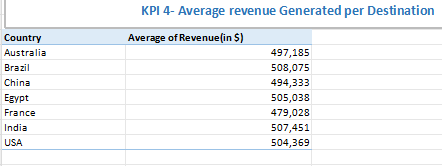 KPI 4- Average revenue Generated per Destination
Country Average of Revenue(in $)
Australia 497,185
Brazil 508,075
China 494,333
Egypt 505,038
France 479,028
India 507,451
USA 504,369